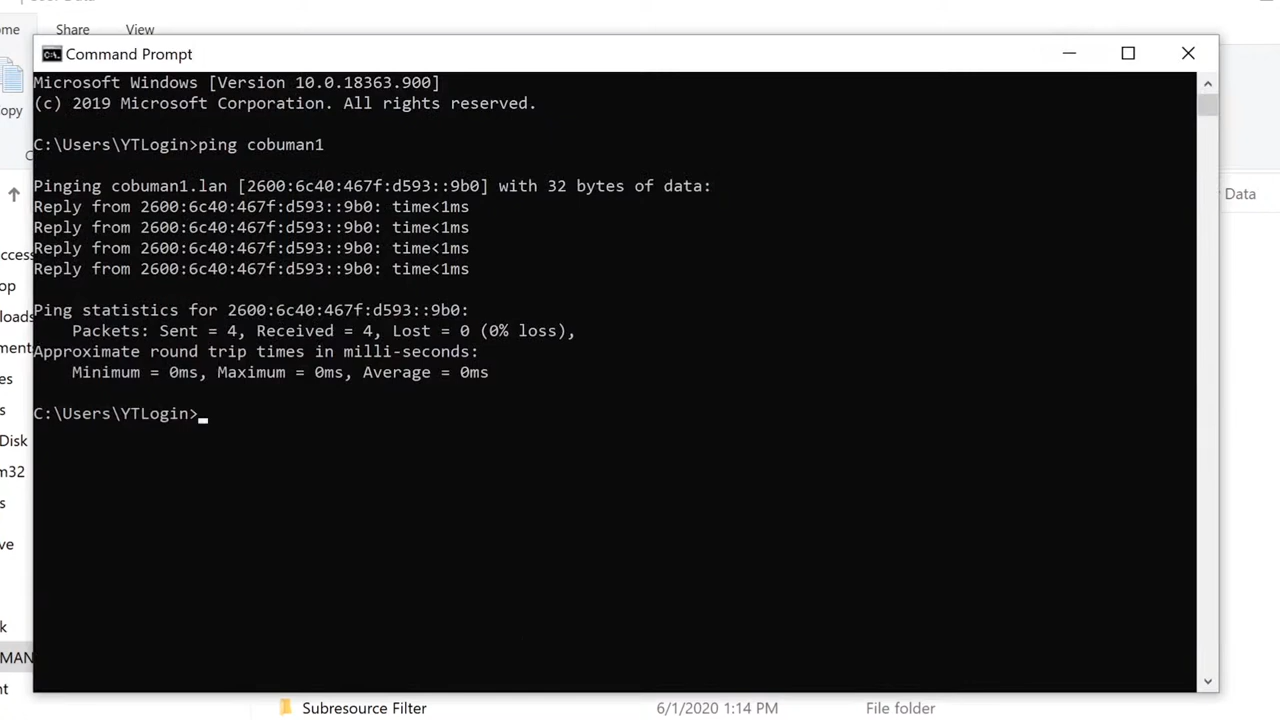 Share
View
Command Prompt
Microsoft Windows [Version 10.0.18363.900]
(c) 2019 Microsoft Corporation. All rights reserved.
C:\Users\YTLogin>ping cobuman1
Pinging cobuman1.lan [2600:6c40:467f:d593::9b0] with 32 bytes of data:
Reply from 2600:6c40:467f:d593::9b0: time<1ms
Reply from 2600:6c40:467f:d593::9b0: time<1ms
Reply from 2600:6c40:467f:d593::9b0: time<1ms
Reply from 2600:6c40:467f:d593::9b0: time<1ms
Ping statistics for 2600:6c40:467f:d593::9b0:
Packets: Sent = 4, Received = 4, Lost = 0 (0% loss),
Approximate round trip times in milli-seconds:
Minimum = 0ms, Maximum = 0ms, Average = 0ms
C:\Users\YTLogin>
Data
Disk
Subresource Filter 6/1/2020 1:14 PM File folder